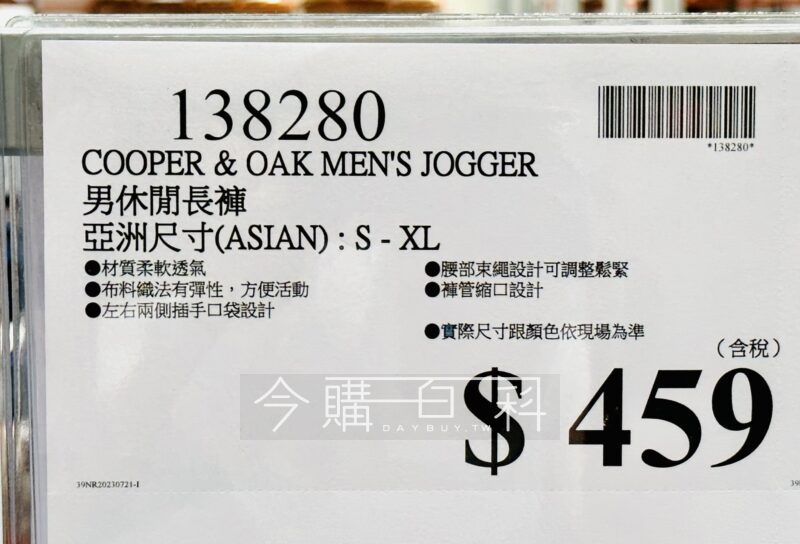 138280
*138280*
COOPER & OAK MEN'S JOGGER
男休閒長褲
亞洲尺寸(ASIAN) : S - XL
●材質柔軟透氣
●布料織法有彈性，方便活動
●左右兩側插手口袋設計
●腰部束繩設計可調整鬆緊
●褲管縮口設計
●實際尺寸跟顏色依現場為準
（含稅）
$ 459
今購百科
DAYBUY.TW
39NR20230721-1
39